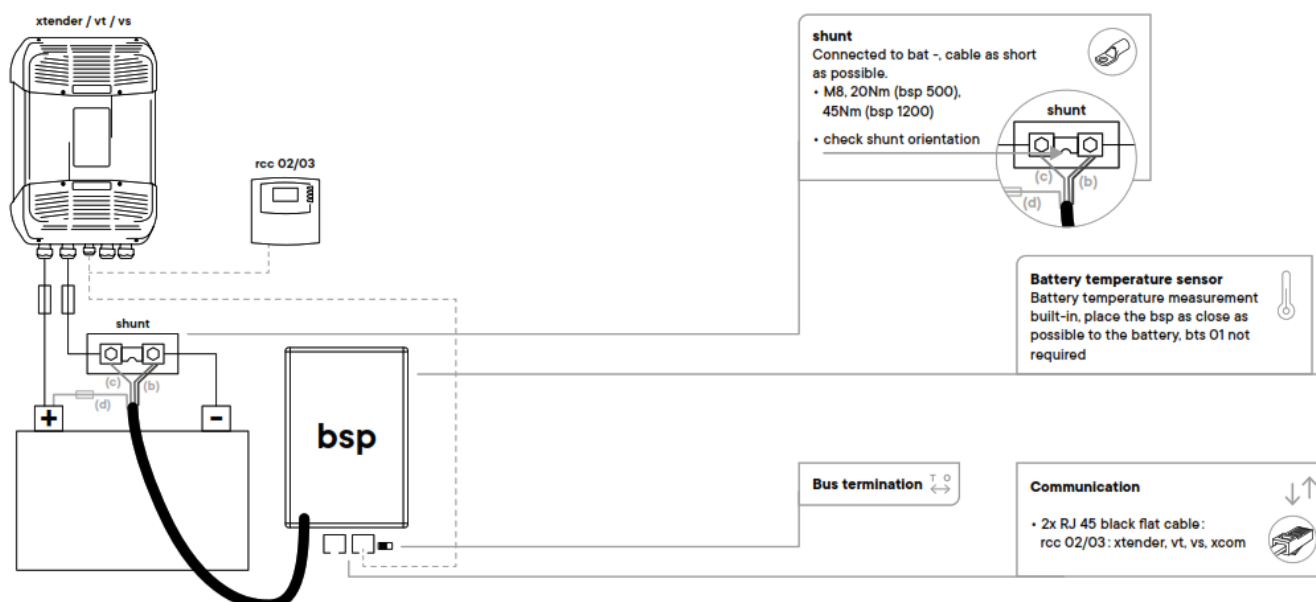 xtender / vt / vs
rcc 02/03
shunt
(c)
(b)
(d)
+
-
bsp
shunt
Connected to bat -, cable as short
as possible.
• M8, 20Nm (bsp 500),
45Nm (bsp 1200)
• check shunt orientation
shunt
(c)
(b)
(d)
Battery temperature sensor
Battery temperature measurement
built-in, place the bsp as close as
possible to the battery, bts 01 not
required
Bus termination T O
Communication
• 2x RJ 45 black flat cable:
rcc 02/03: xtender, vt, vs, xcom